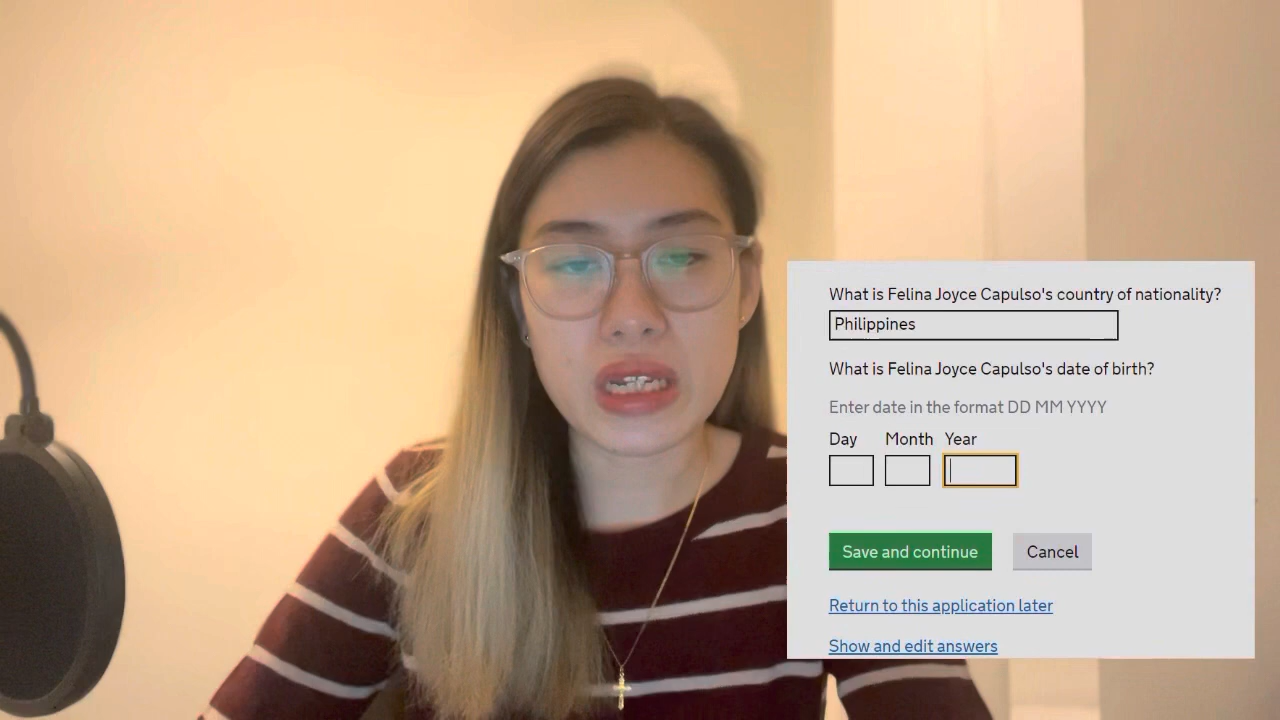 What is Felina Joyce Capulso's country of nationality?
Philippines
What is Felina Joyce Capulso's date of birth?
Enter date in the format DD MM YYYY
Day Month Year
Save and continue Cancel
Return to this application later
Show and edit answers